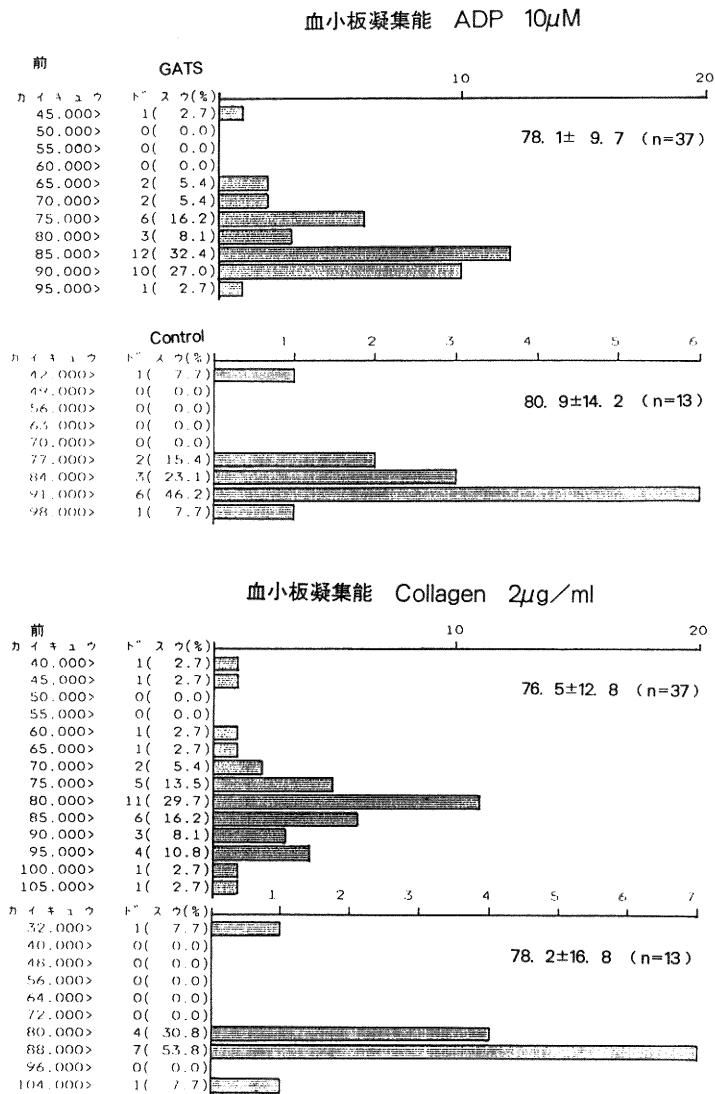 血小板凝集能 ADP 10μM
前 GATS 10 20
カイキュウ ドスウ(%)
45.000> 1( 2.7)
50.000> 0( 0.0)
55.000> 0( 0.0)
60.000> 0( 0.0)
65.000> 2( 5.4)
70.000> 2( 5.4)
75.000> 6( 16.2)
80.000> 3( 8.1)
85.000> 12( 32.4)
90.000> 10( 27.0)
95.000> 1( 2.7)
78.1± 9.7 (n=37)
Control 1 2 3 4 5 6
カイキュウ ドスウ(%)
42.000> 1( 7.7)
49.000> 0( 0.0)
56.000> 0( 0.0)
63.000> 0( 0.0)
70.000> 0( 0.0)
77.000> 2( 15.4)
84.000> 3( 23.1)
91.000> 6( 46.2)
98.000> 1( 7.7)
80.9±14.2 (n=13)
血小板凝集能 Collagen 2μg/ml
前 10 20
カイキュウ ドスウ(%)
40.000> 1( 2.7)
45.000> 1( 2.7)
50.000> 0( 0.0)
55.000> 0( 0.0)
60.000> 1( 2.7)
65.000> 1( 2.7)
70.000> 2( 5.4)
75.000> 5( 13.5)
80.000> 11( 29.7)
85.000> 6( 16.2)
90.000> 3( 8.1)
95.000> 4( 10.8)
100.000> 1( 2.7)
105.000> 1( 2.7)
76.5±12.8 (n=37)
1 2 3 4 5 6 7
カイキュウ ドスウ(%)
32.000> 1( 7.7)
40.000> 0( 0.0)
48.000> 0( 0.0)
56.000> 0( 0.0)
64.000> 0( 0.0)
72.000> 0( 0.0)
80.000> 4( 30.8)
88.000> 7( 53.8)
96.000> 0( 0.0)
104.000> 1( 7.7)
78.2±16.8 (n=13)